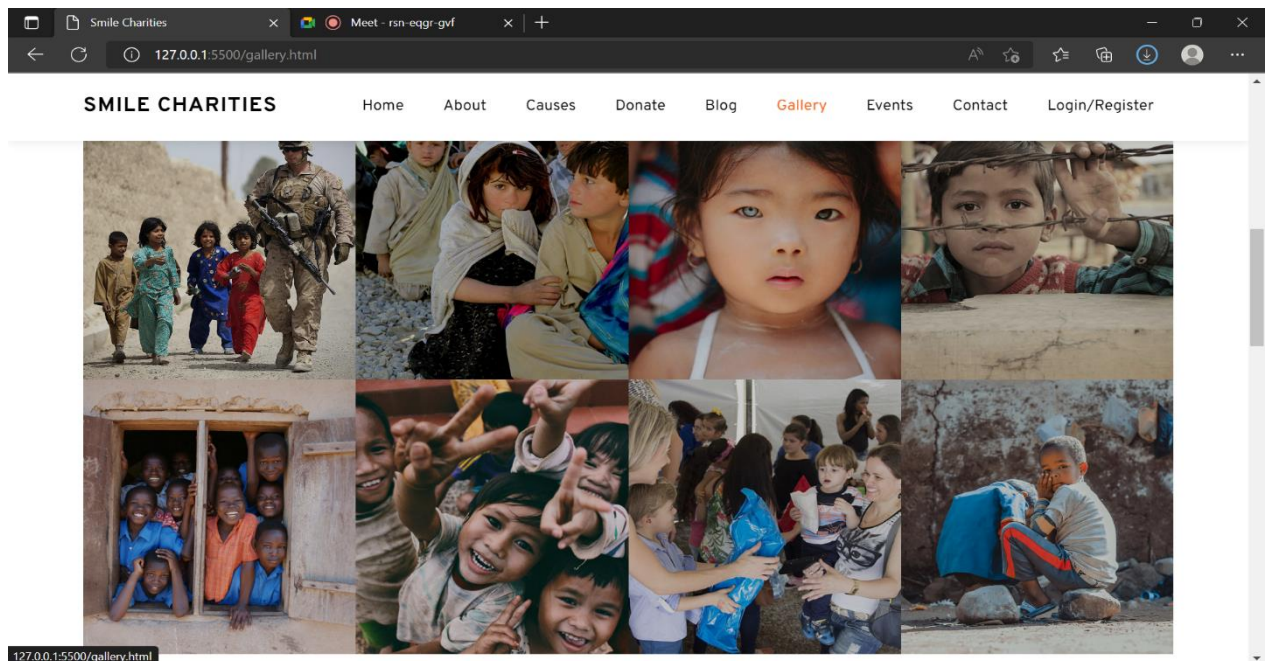 Smile Charities
Meet - rsn-eqgr-gvf
127.0.0.1:5500/gallery.html
SMILE CHARITIES Home About Causes Donate Blog Gallery Events Contact Login/Register
127.0.0.1:5500/gallery.html